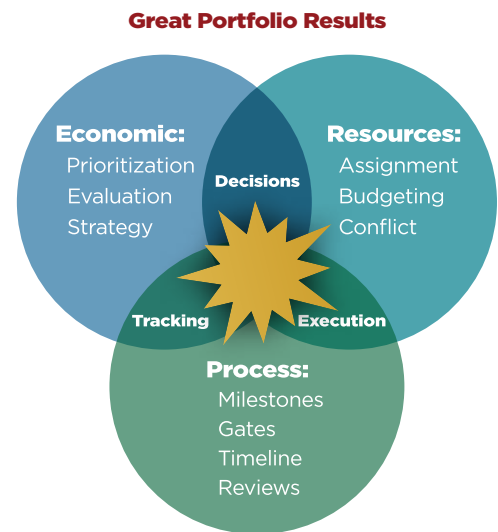 Great Portfolio Results
Economic:
Prioritization
Evaluation
Strategy
Resources:
Assignment
Budgeting
Conflict
Decisions
Tracking
Execution
Process:
Milestones
Gates
Timeline
Reviews